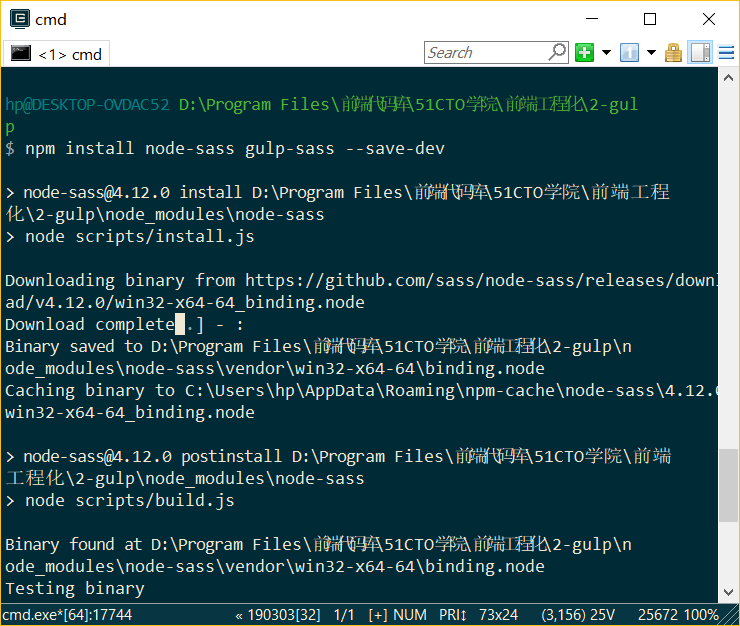 cmd
<1> cmd
Search
hp@DESKTOP-OVDAC52 D:\Program Files\前端代码库\51CTO学院\前端工程化\2-gul
p
$ npm install node-sass gulp-sass --save-dev
> node-sass@4.12.0 install D:\Program Files\前端代码库\51CTO学院\前端工程
化\2-gulp\node_modules\node-sass
> node scripts/install.js
Downloading binary from https://github.com/sass/node-sass/releases/downl
ad/v4.12.0/win32-x64-64_binding.node
Download complete.] - :
Binary saved to D:\Program Files\前端代码库\51CTO学院\前端工程化\2-gulp\n
ode_modules\node-sass\vendor\win32-x64-64\binding.node
Caching binary to C:\Users\hp\AppData\Roaming\npm-cache\node-sass\4.12.0
win32-x64-64_binding.node
> node-sass@4.12.0 postinstall D:\Program Files\前端代码库\51CTO学院\前端
工程化\2-gulp\node_modules\node-sass
> node scripts/build.js
Binary found at D:\Program Files\前端代码库\51CTO学院\前端工程化\2-gulp\n
ode_modules\node-sass\vendor\win32-x64-64\binding.node
Testing binary
cmd.exe*[64]:17744 « 190303[32] 1/1 [+] NUM PRI↕ 73x24 (3,156) 25V 25672 100%